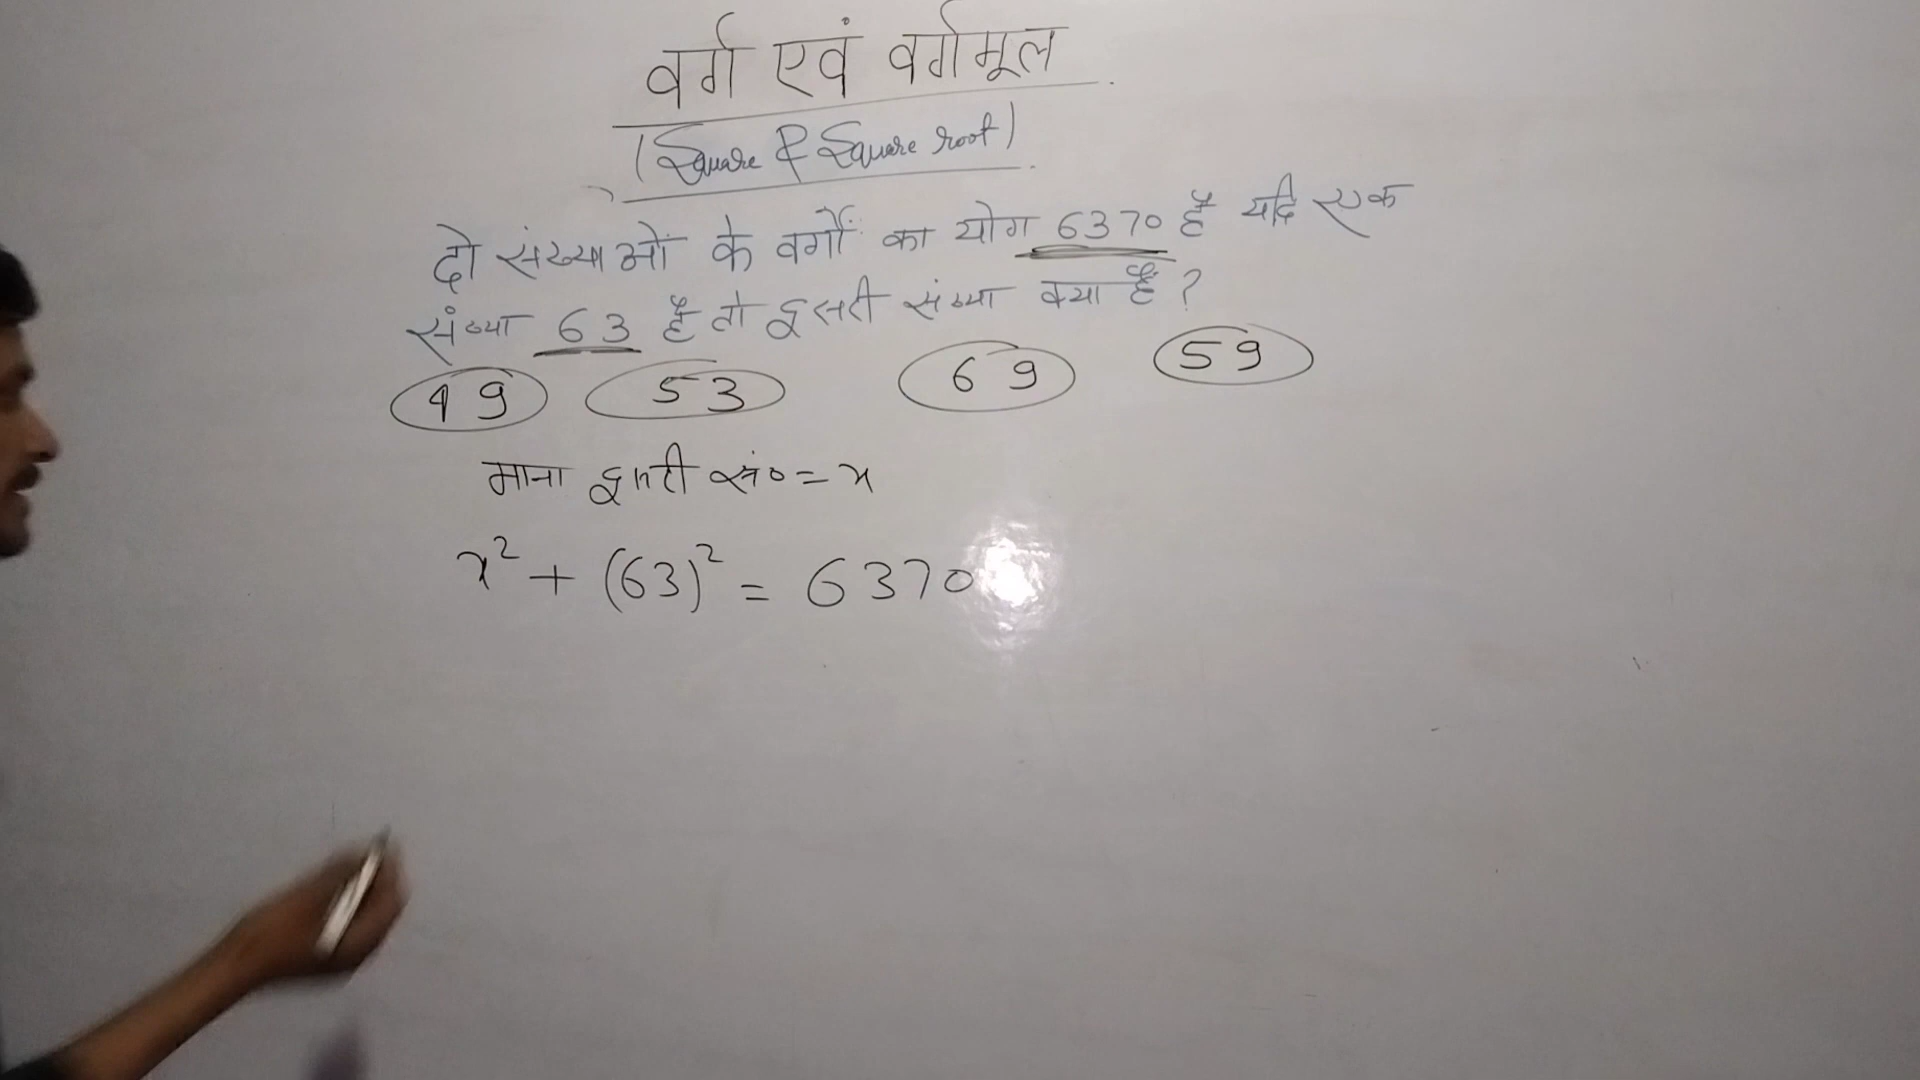 वर्ग एवं वर्गमूल
(Square & Square root)
दो संख्याओं के वर्गों का योग 6370 है यदि एक
संख्या 63 है तो दूसरी संख्या क्या है ?
49 53 69 59
माना दूसरी सं० = x
x² + (63)² = 6370